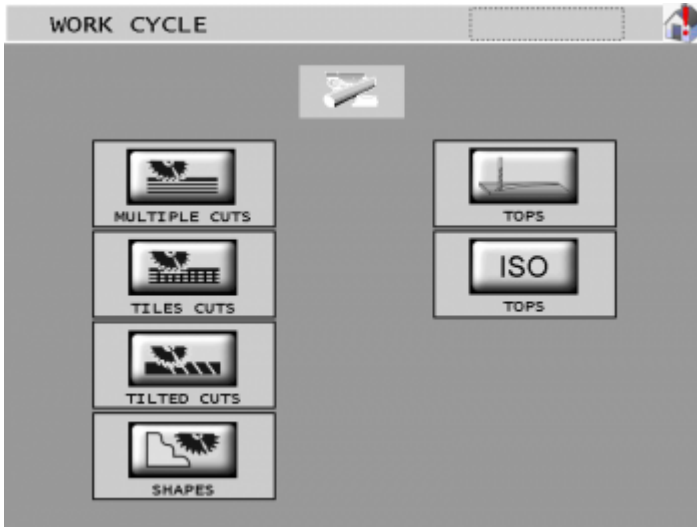 WORK CYCLE
MULTIPLE CUTS
TILES CUTS
TILTED CUTS
SHAPES
TOPS
ISO
TOPS